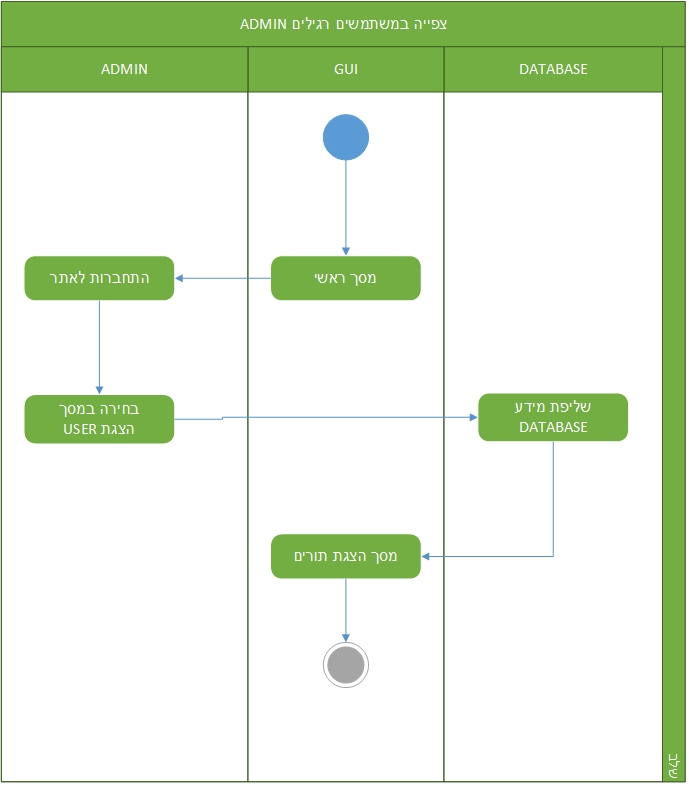 צפייה במשתמשים רגילים ADMIN
ADMIN
GUI
DATABASE
מסך ראשי
התחברות לאתר
בחירה במסך
הצגת USER
שליפת מידע
DATABASE
מסך הצגת תורים
שלב